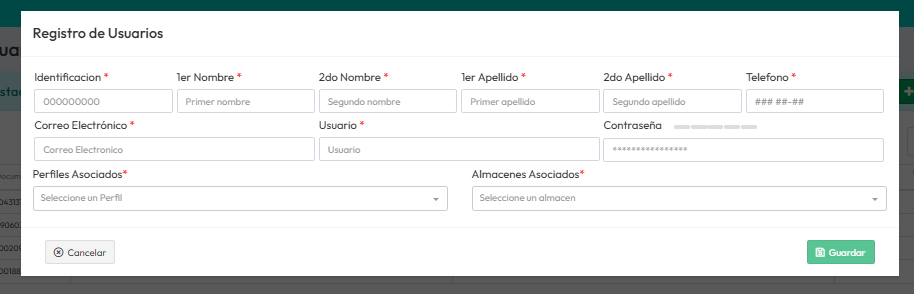 Registro de Usuarios
Identificacion * 1er Nombre * 2do Nombre * 1er Apellido * 2do Apellido * Telefono *
000000000 Primer nombre Segundo nombre Primer apellido Segundo apellido ### ##-##
Correo Electrónico * Usuario * Contraseña
Correo Electronico Usuario ****************
Perfiles Asociados* Almacenes Asociados*
Seleccione un Perfil Seleccione un almacen
Cancelar Guardar